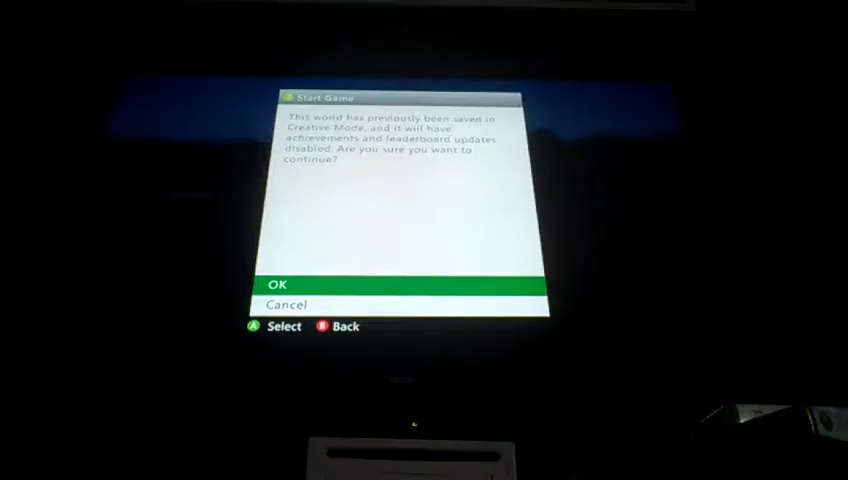 Start Game
This world has previously been saved in
Creative Mode, and it will have
achievements and leaderboard updates
disabled. Are you sure you want to
continue?
OK
Cancel
A Select B Back